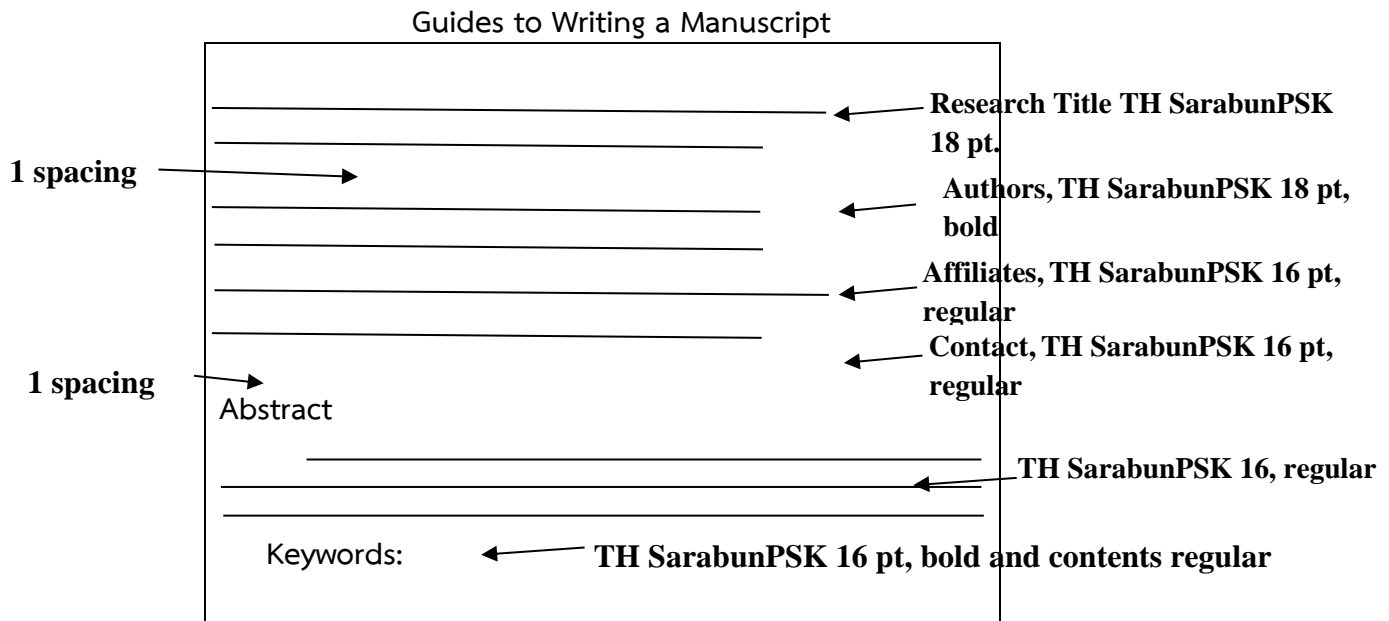 Guides to Writing a Manuscript
Research Title TH SarabunPSK
18 pt.
1 spacing
Authors, TH SarabunPSK 18 pt,
bold
Affiliates, TH SarabunPSK 16 pt,
regular
Contact, TH SarabunPSK 16 pt,
regular
1 spacing
Abstract
TH SarabunPSK 16, regular
Keywords:
TH SarabunPSK 16 pt, bold and contents regular